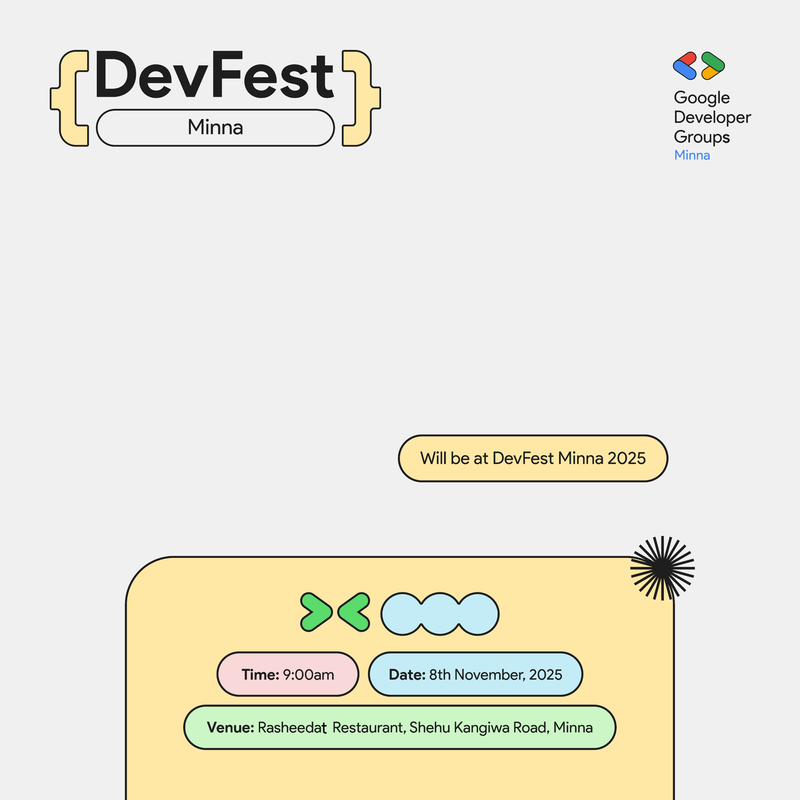 DevFest
Minna
Google
Developer
Groups
Minna
Will be at DevFest Minna 2025
Time: 9:00am
Date: 8th November, 2025
Venue: Rasheedat Restaurant, Shehu Kangiwa Road, Minna